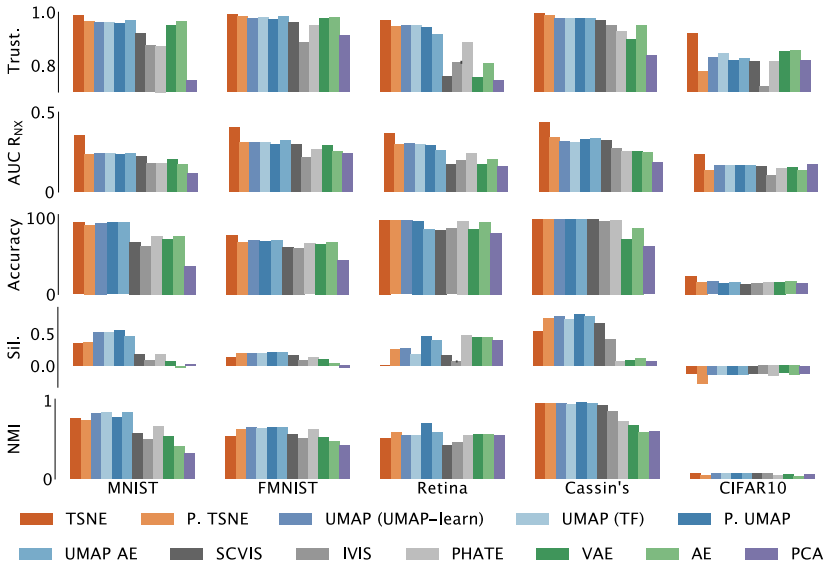 Trust.
1.0
0.8
AUC RNX
0.5
0
Accuracy
100
0
Sil.
0.5
0.0
NMI
1
0
MNIST FMNIST Retina Cassin's CIFAR10
TSNE P. TSNE UMAP (UMAP-learn) UMAP (TF) P. UMAP
UMAP AE SCVIS IVIS PHATE VAE AE PCA